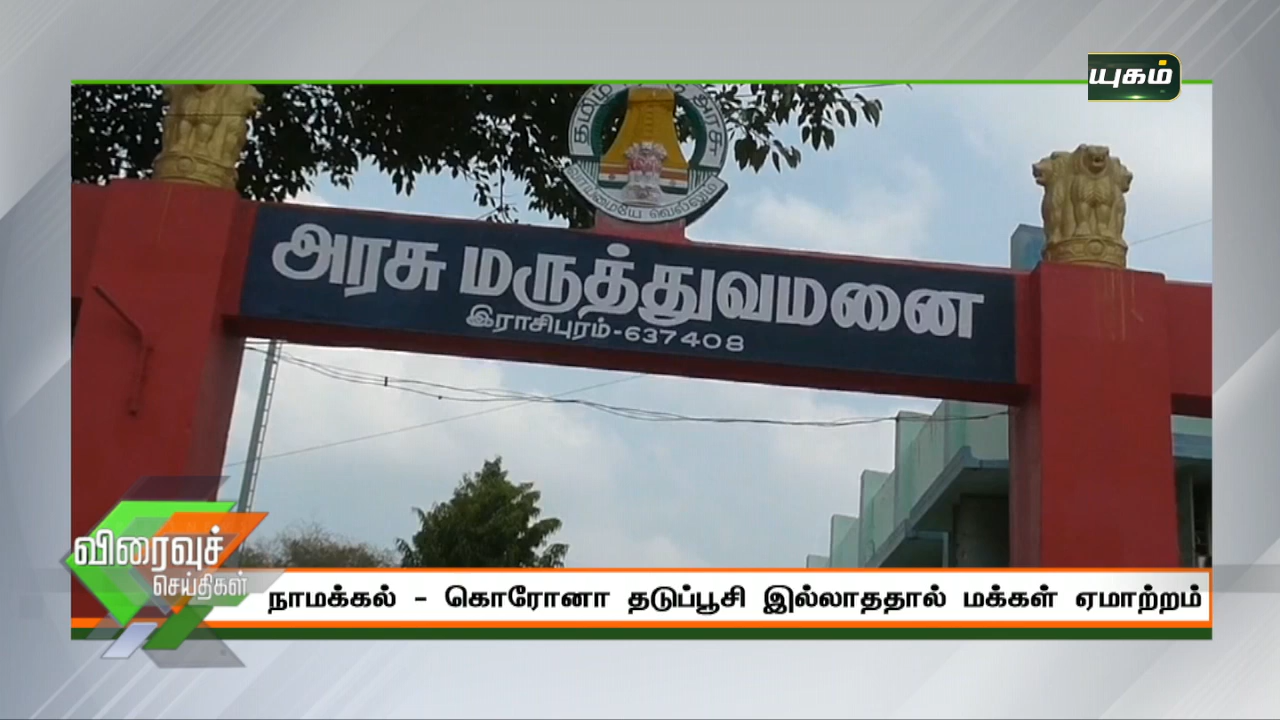 யுகம்
தமிழ் அரசு
வாய்மையே வெல்லும்
அரசு மருத்துவமனை
இராசிபுரம்-637408
விரைவுச்
செய்திகள்
நாமக்கல் - கொரோனா தடுப்பூசி இல்லாததால் மக்கள் ஏமாற்றம்